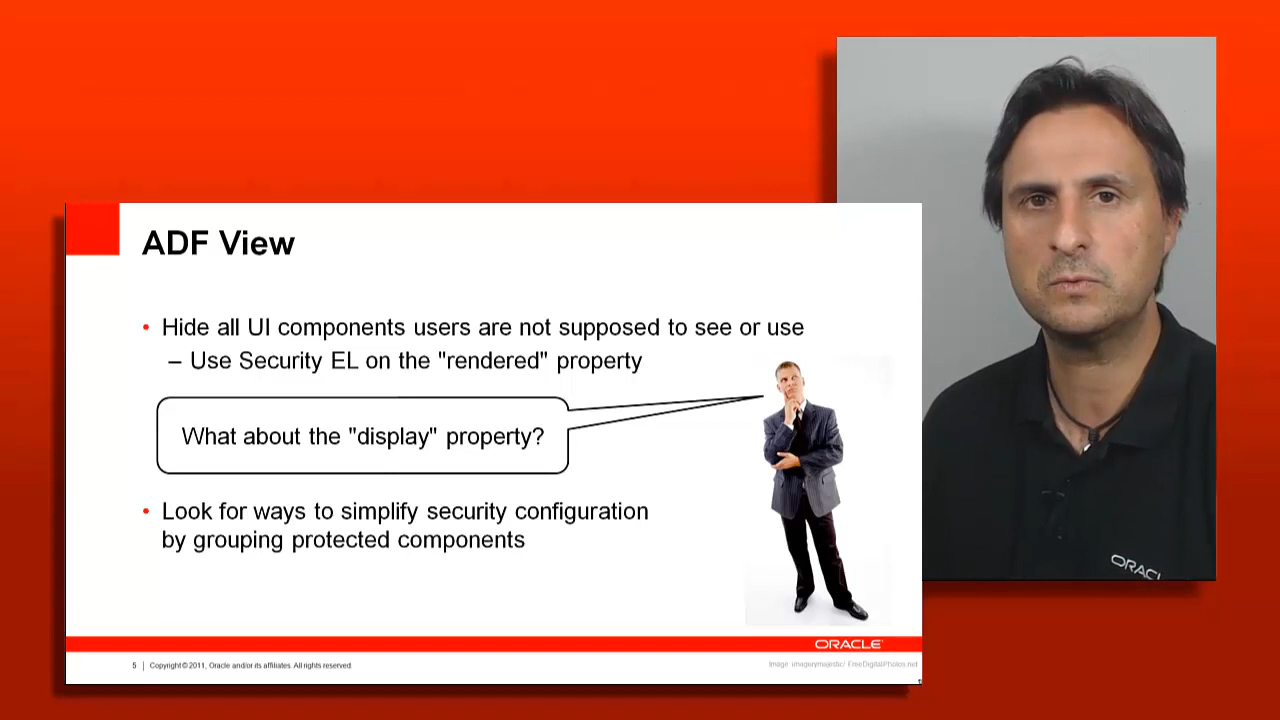 ADF View
• Hide all UI components users are not supposed to see or use
– Use Security EL on the "rendered" property
What about the "display" property?
• Look for ways to simplify security configuration
by grouping protected components
ORACLE
5 | Copyright © 2011, Oracle and/or its affiliates. All rights reserved.
Image: imagerymajestic/ FreeDigitalPhotos.net
ORACL